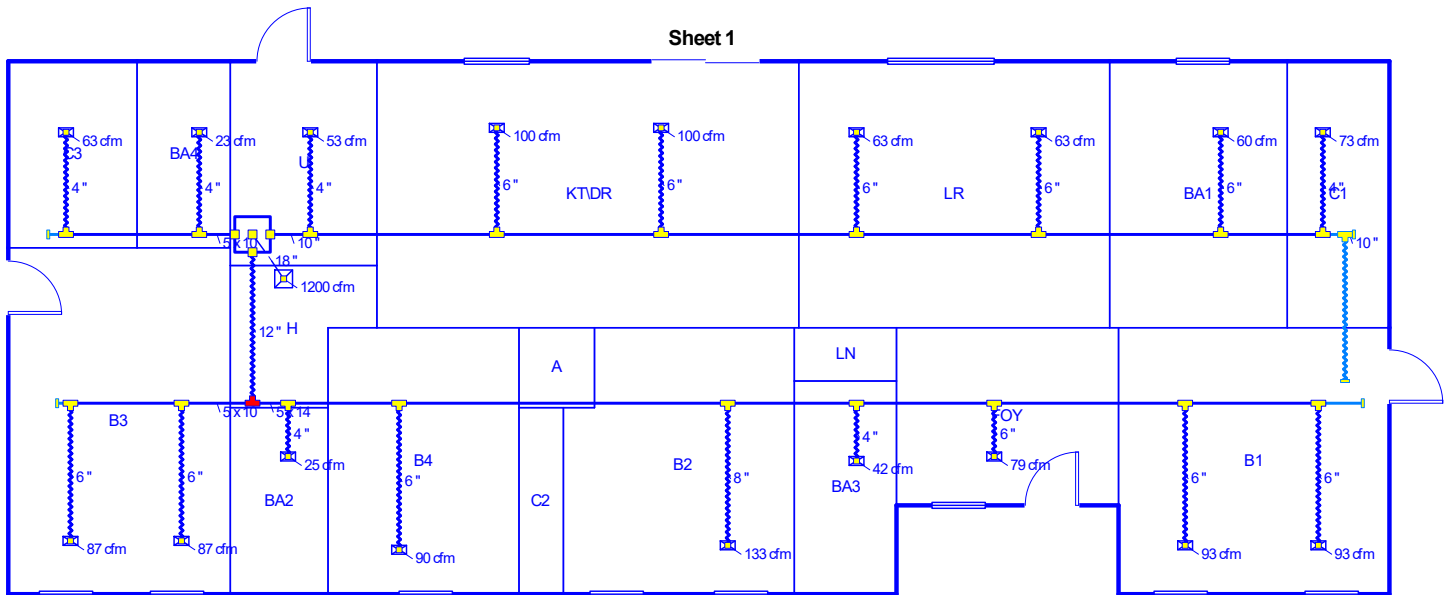 Sheet 1
63 cfm
23 cfm
53 cfm
100 cfm
100 cfm
63 cfm
63 cfm
60 cfm
73 cfm
C3
BA4
U
4 "
4 "
4 "
6 "
KT\DR
6 "
6 "
LR
6 "
BA1
6 "
4 "
C1
5 x 10
10 "
10 "
18 "
1200 cfm
12 "
H
A
LN
5 x 10
5 x 14
B3
4 "
4 "
FOY
6 "
25 cfm
B4
B2
42 cfm
79 cfm
B1
6 "
6 "
6 "
8 "
6 "
6 "
BA2
C2
BA3
87 cfm
87 cfm
90 cfm
133 cfm
93 cfm
93 cfm